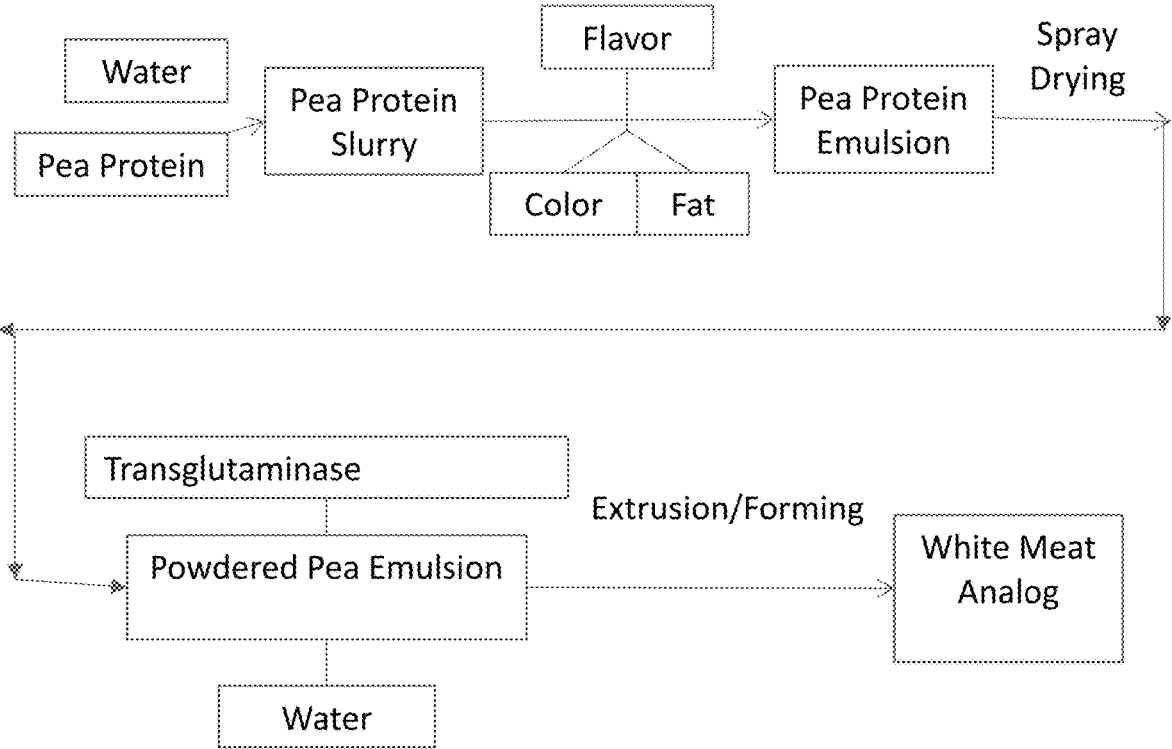 Water
Pea Protein
Pea Protein
Slurry
Flavor
Color
Fat
Pea Protein
Emulsion
Spray
Drying
Transglutaminase
Powdered Pea Emulsion
Water
Extrusion/Forming
White Meat
Analog